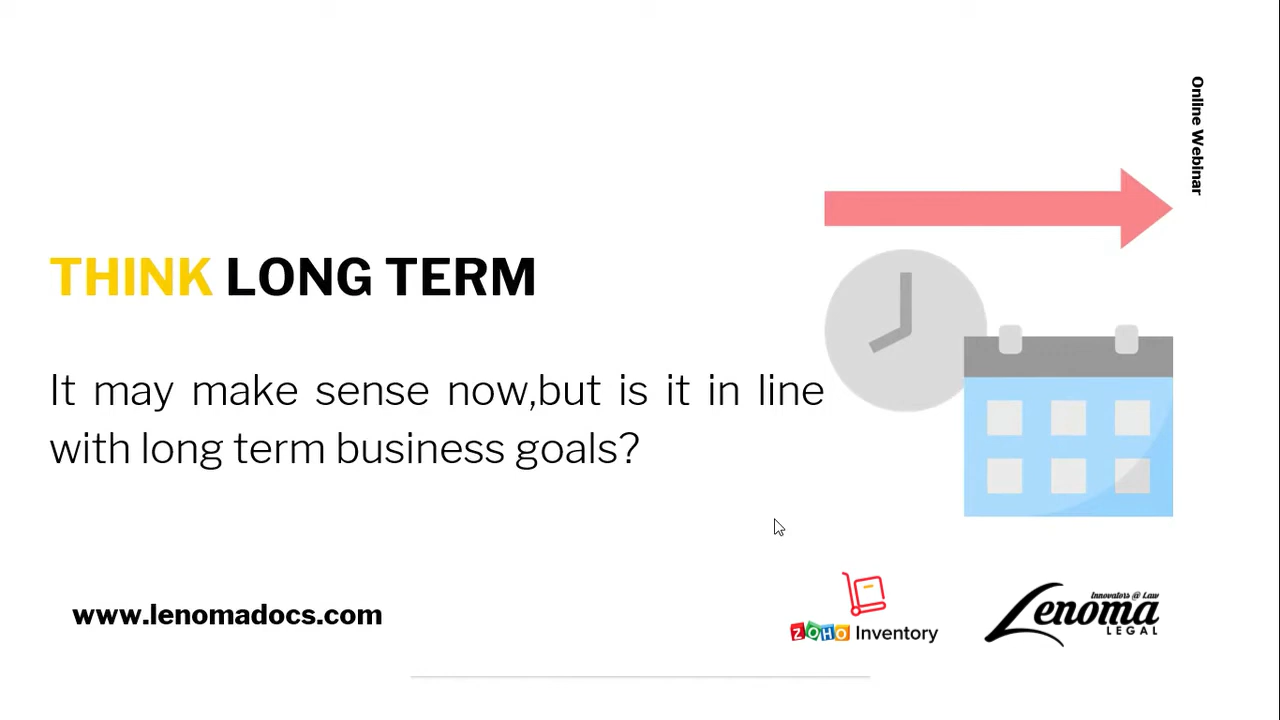 Online Webinar
THINK LONG TERM
It may make sense now,but is it in line
with long term business goals?
www.lenomadocs.com
ZOHO Inventory
Innovators @ Law
Lenoma
LEGAL